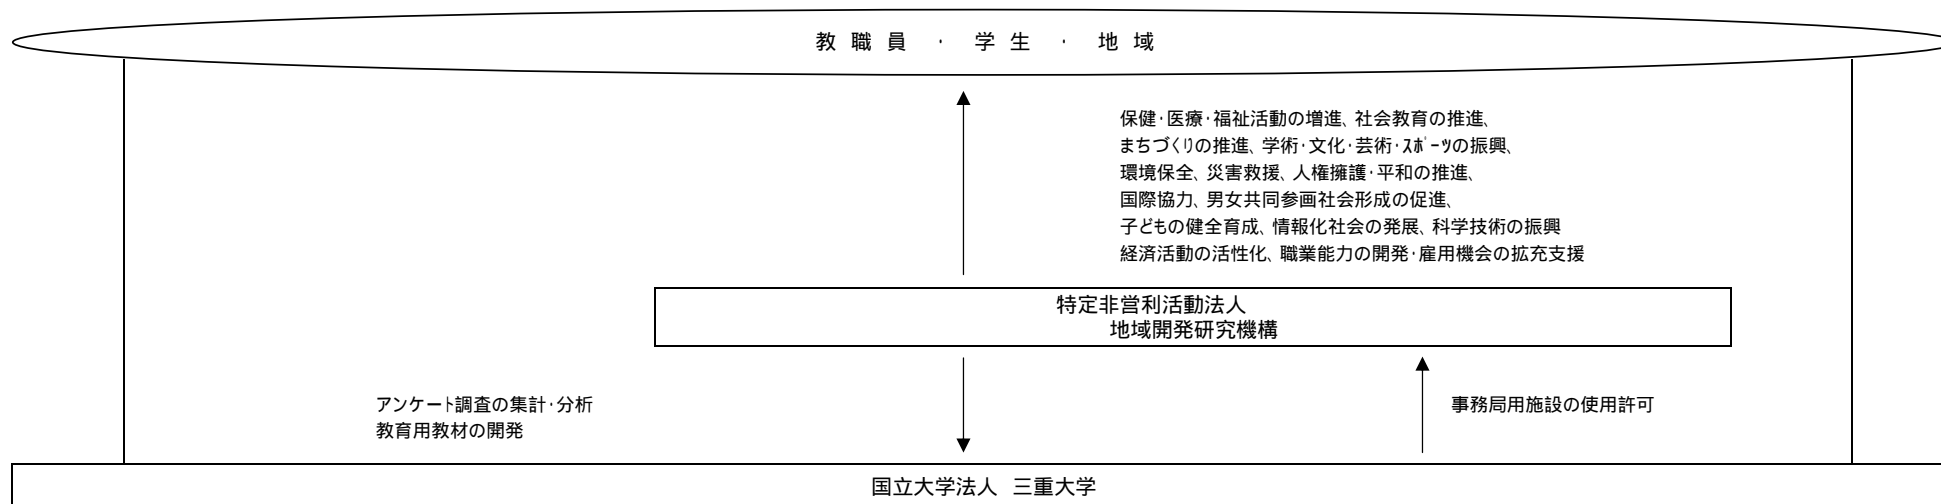 教職員・学生・地域
保健・医療・福祉活動の増進、社会教育の推進、
まちづくりの推進、学術・文化・芸術・ｽﾎﾟｰﾂの振興、
環境保全、災害救援、人権擁護・平和の推進、
国際協力、男女共同参画社会形成の促進、
子どもの健全育成、情報化社会の発展、科学技術の振興
経済活動の活性化、職業能力の開発・雇用機会の拡充支援
特定非営利活動法人
地域開発研究機構
アンケート調査の集計・分析
教育用教材の開発
事務局用施設の使用許可
国立大学法人 三重大学